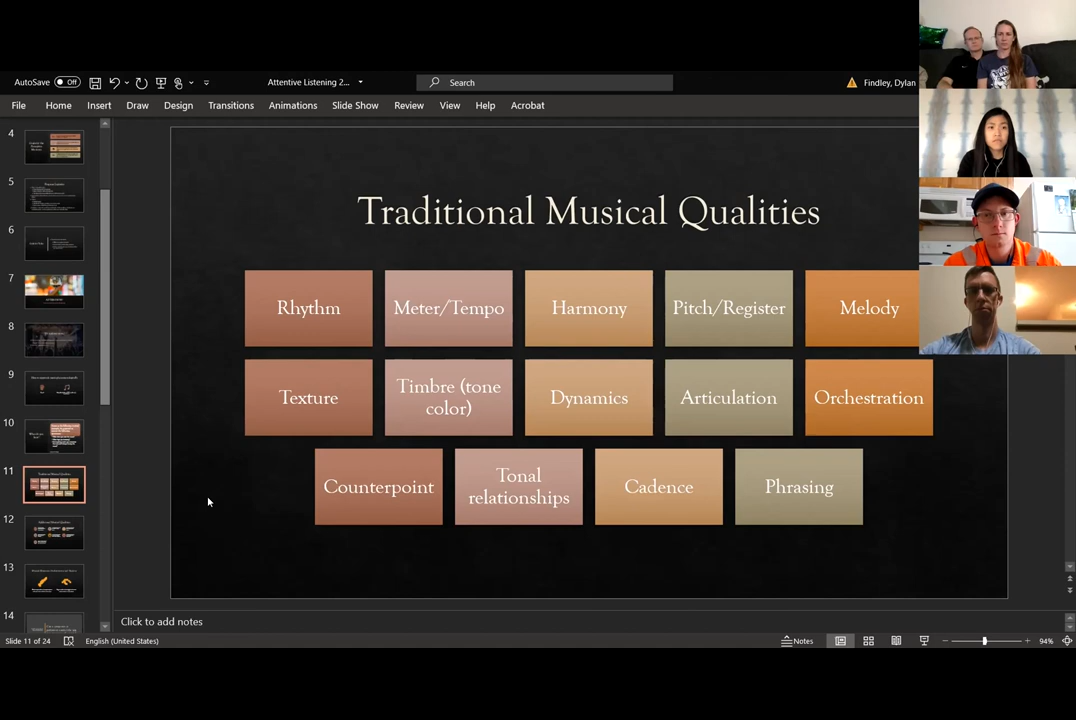 AutoSave Off
Attentive Listening 2...
Search
Findley, Dylan
File Home Insert Draw Design Transitions Animations Slide Show Review View Help Acrobat
4
5
6
7
8
9
10
11
12
13
14
Traditional Musical Qualities
Rhythm
Meter/Tempo
Harmony
Pitch/Register
Melody
Texture
Timbre (tone
color)
Dynamics
Articulation
Orchestration
Counterpoint
Tonal
relationships
Cadence
Phrasing
Click to add notes
Slide 11 of 24 English (United States) Notes 94%